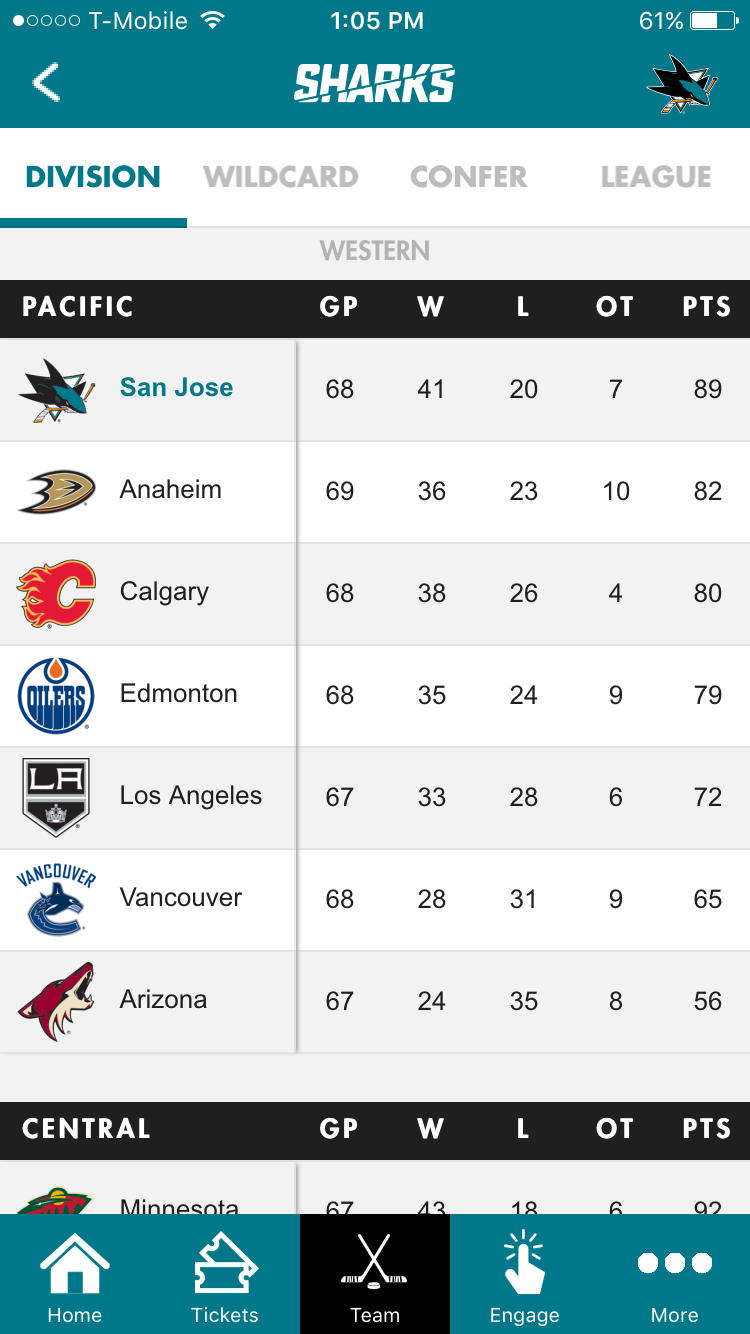 T-Mobile 1:05 PM 61%
SHARKS
DIVISION WILDCARD CONFER LEAGUE
WESTERN
PACIFIC GP W L OT PTS
San Jose 68 41 20 7 89
Anaheim 69 36 23 10 82
Calgary 68 38 26 4 80
OILERS Edmonton 68 35 24 9 79
LA Los Angeles 67 33 28 6 72
VANCOUVER Vancouver 68 28 31 9 65
Arizona 67 24 35 8 56
CENTRAL GP W L OT PTS
Minnesota 67 43 18 6 92
Home Tickets Team Engage More